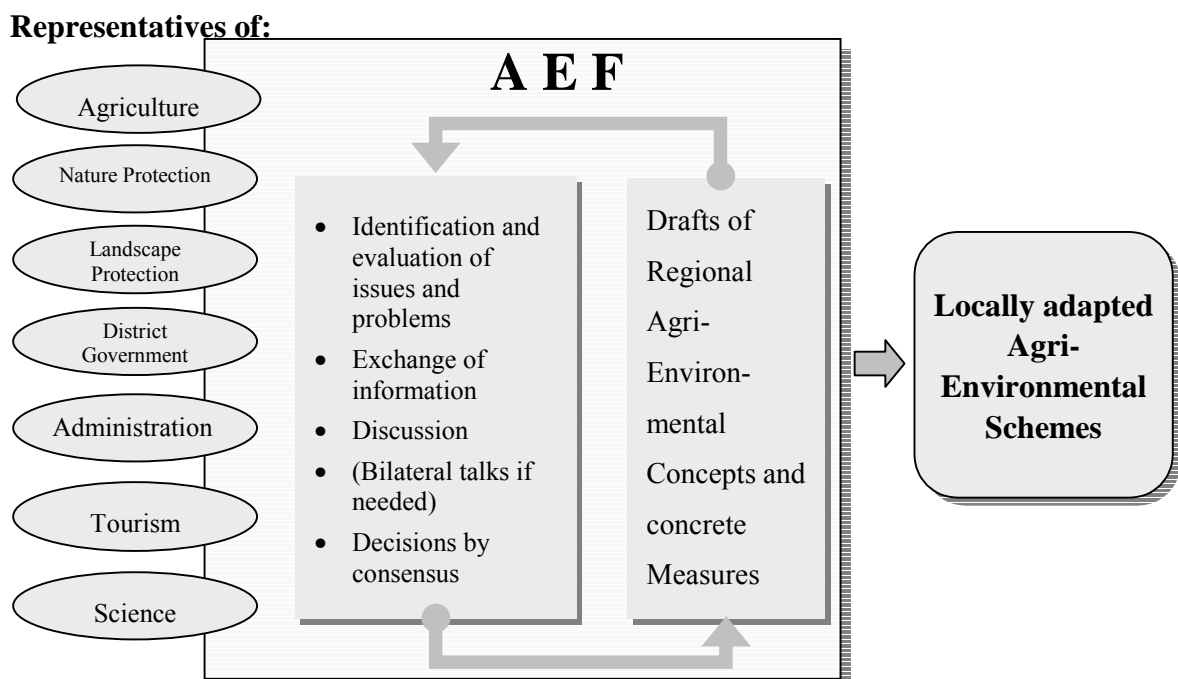 Representatives of:
A E F
Agriculture
Nature Protection
Landscape
Protection
District
Government
Administration
Tourism
Science
• Identification and
evaluation of
issues and
problems
• Exchange of
information
• Discussion
• (Bilateral talks if
needed)
• Decisions by
consensus
Drafts of
Regional
Agri-
Environ-
mental
Concepts and
concrete
Measures
Locally adapted
Agri-
Environmental
Schemes